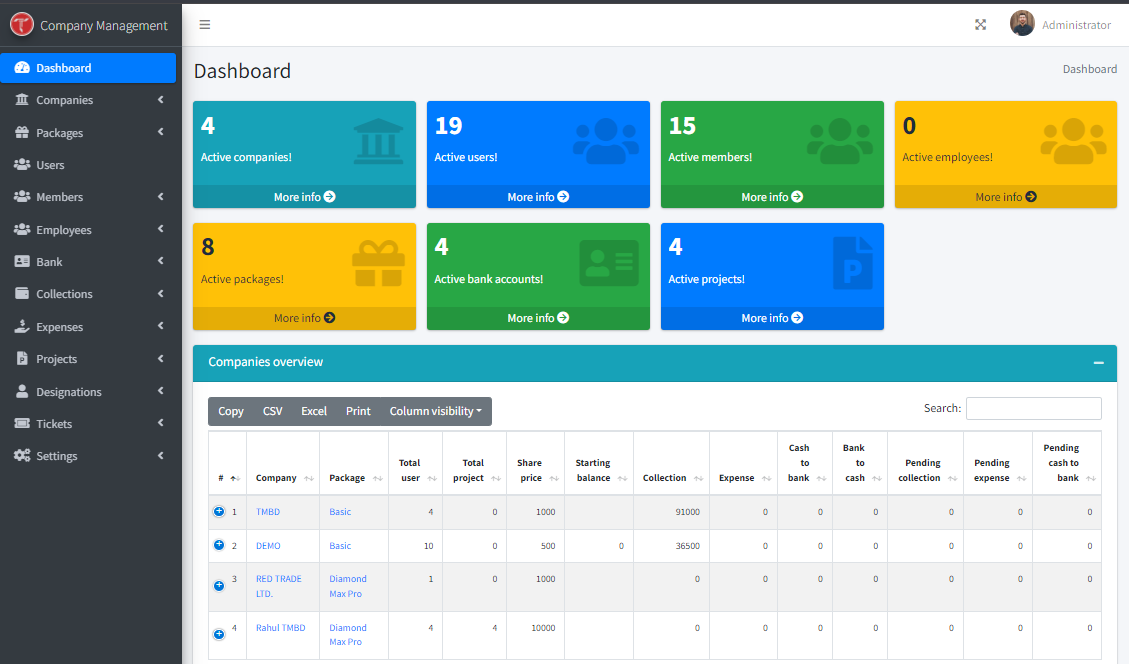 Company Management
Administrator
Dashboard
Companies
Packages
Users
Members
Employees
Bank
Collections
Expenses
Projects
Designations
Tickets
Settings
Dashboard
Dashboard
4
Active companies!
More info
19
Active users!
More info
15
Active members!
More info
0
Active employees!
More info
8
Active packages!
More info
4
Active bank accounts!
More info
4
Active projects!
More info
Companies overview
Copy CSV Excel Print Column visibility
Search:
# Company Package Total user Total project Share price Starting balance Collection Expense Cash to bank Bank to cash Pending collection Pending expense Pending cash to bank
1 TMBD Basic 4 0 1000 91000 0 0 0 0 0 0
2 DEMO Basic 10 0 500 0 36500 0 0 0 0 0 0
3 RED TRADE LTD. Diamond Max Pro 1 0 1000 0 0 0 0 0 0 0
4 Rahul TMBD Diamond Max Pro 4 4 10000 0 0 0 0 0 0 0